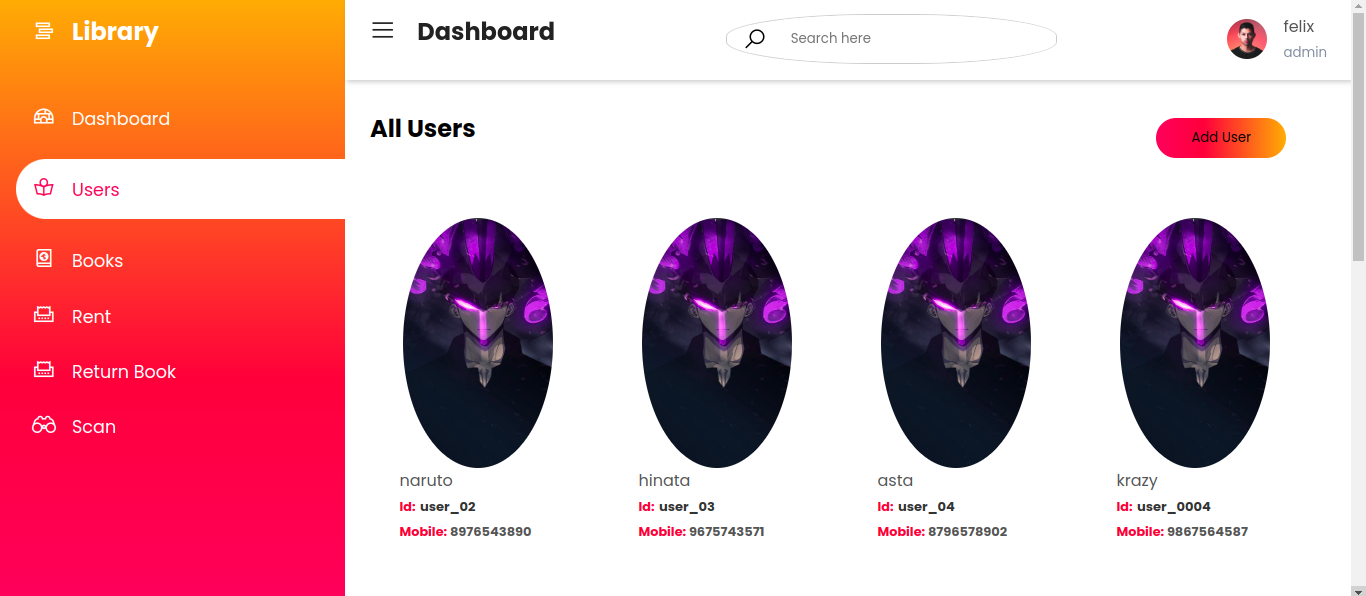 Library
Dashboard
Users
Books
Rent
Return Book
Scan
Dashboard
Search here
felix
admin
All Users
Add User
naruto
Id: user_02
Mobile: 8976543890
hinata
Id: user_03
Mobile: 9675743571
asta
Id: user_04
Mobile: 8796578902
krazy
Id: user_0004
Mobile: 9867564587